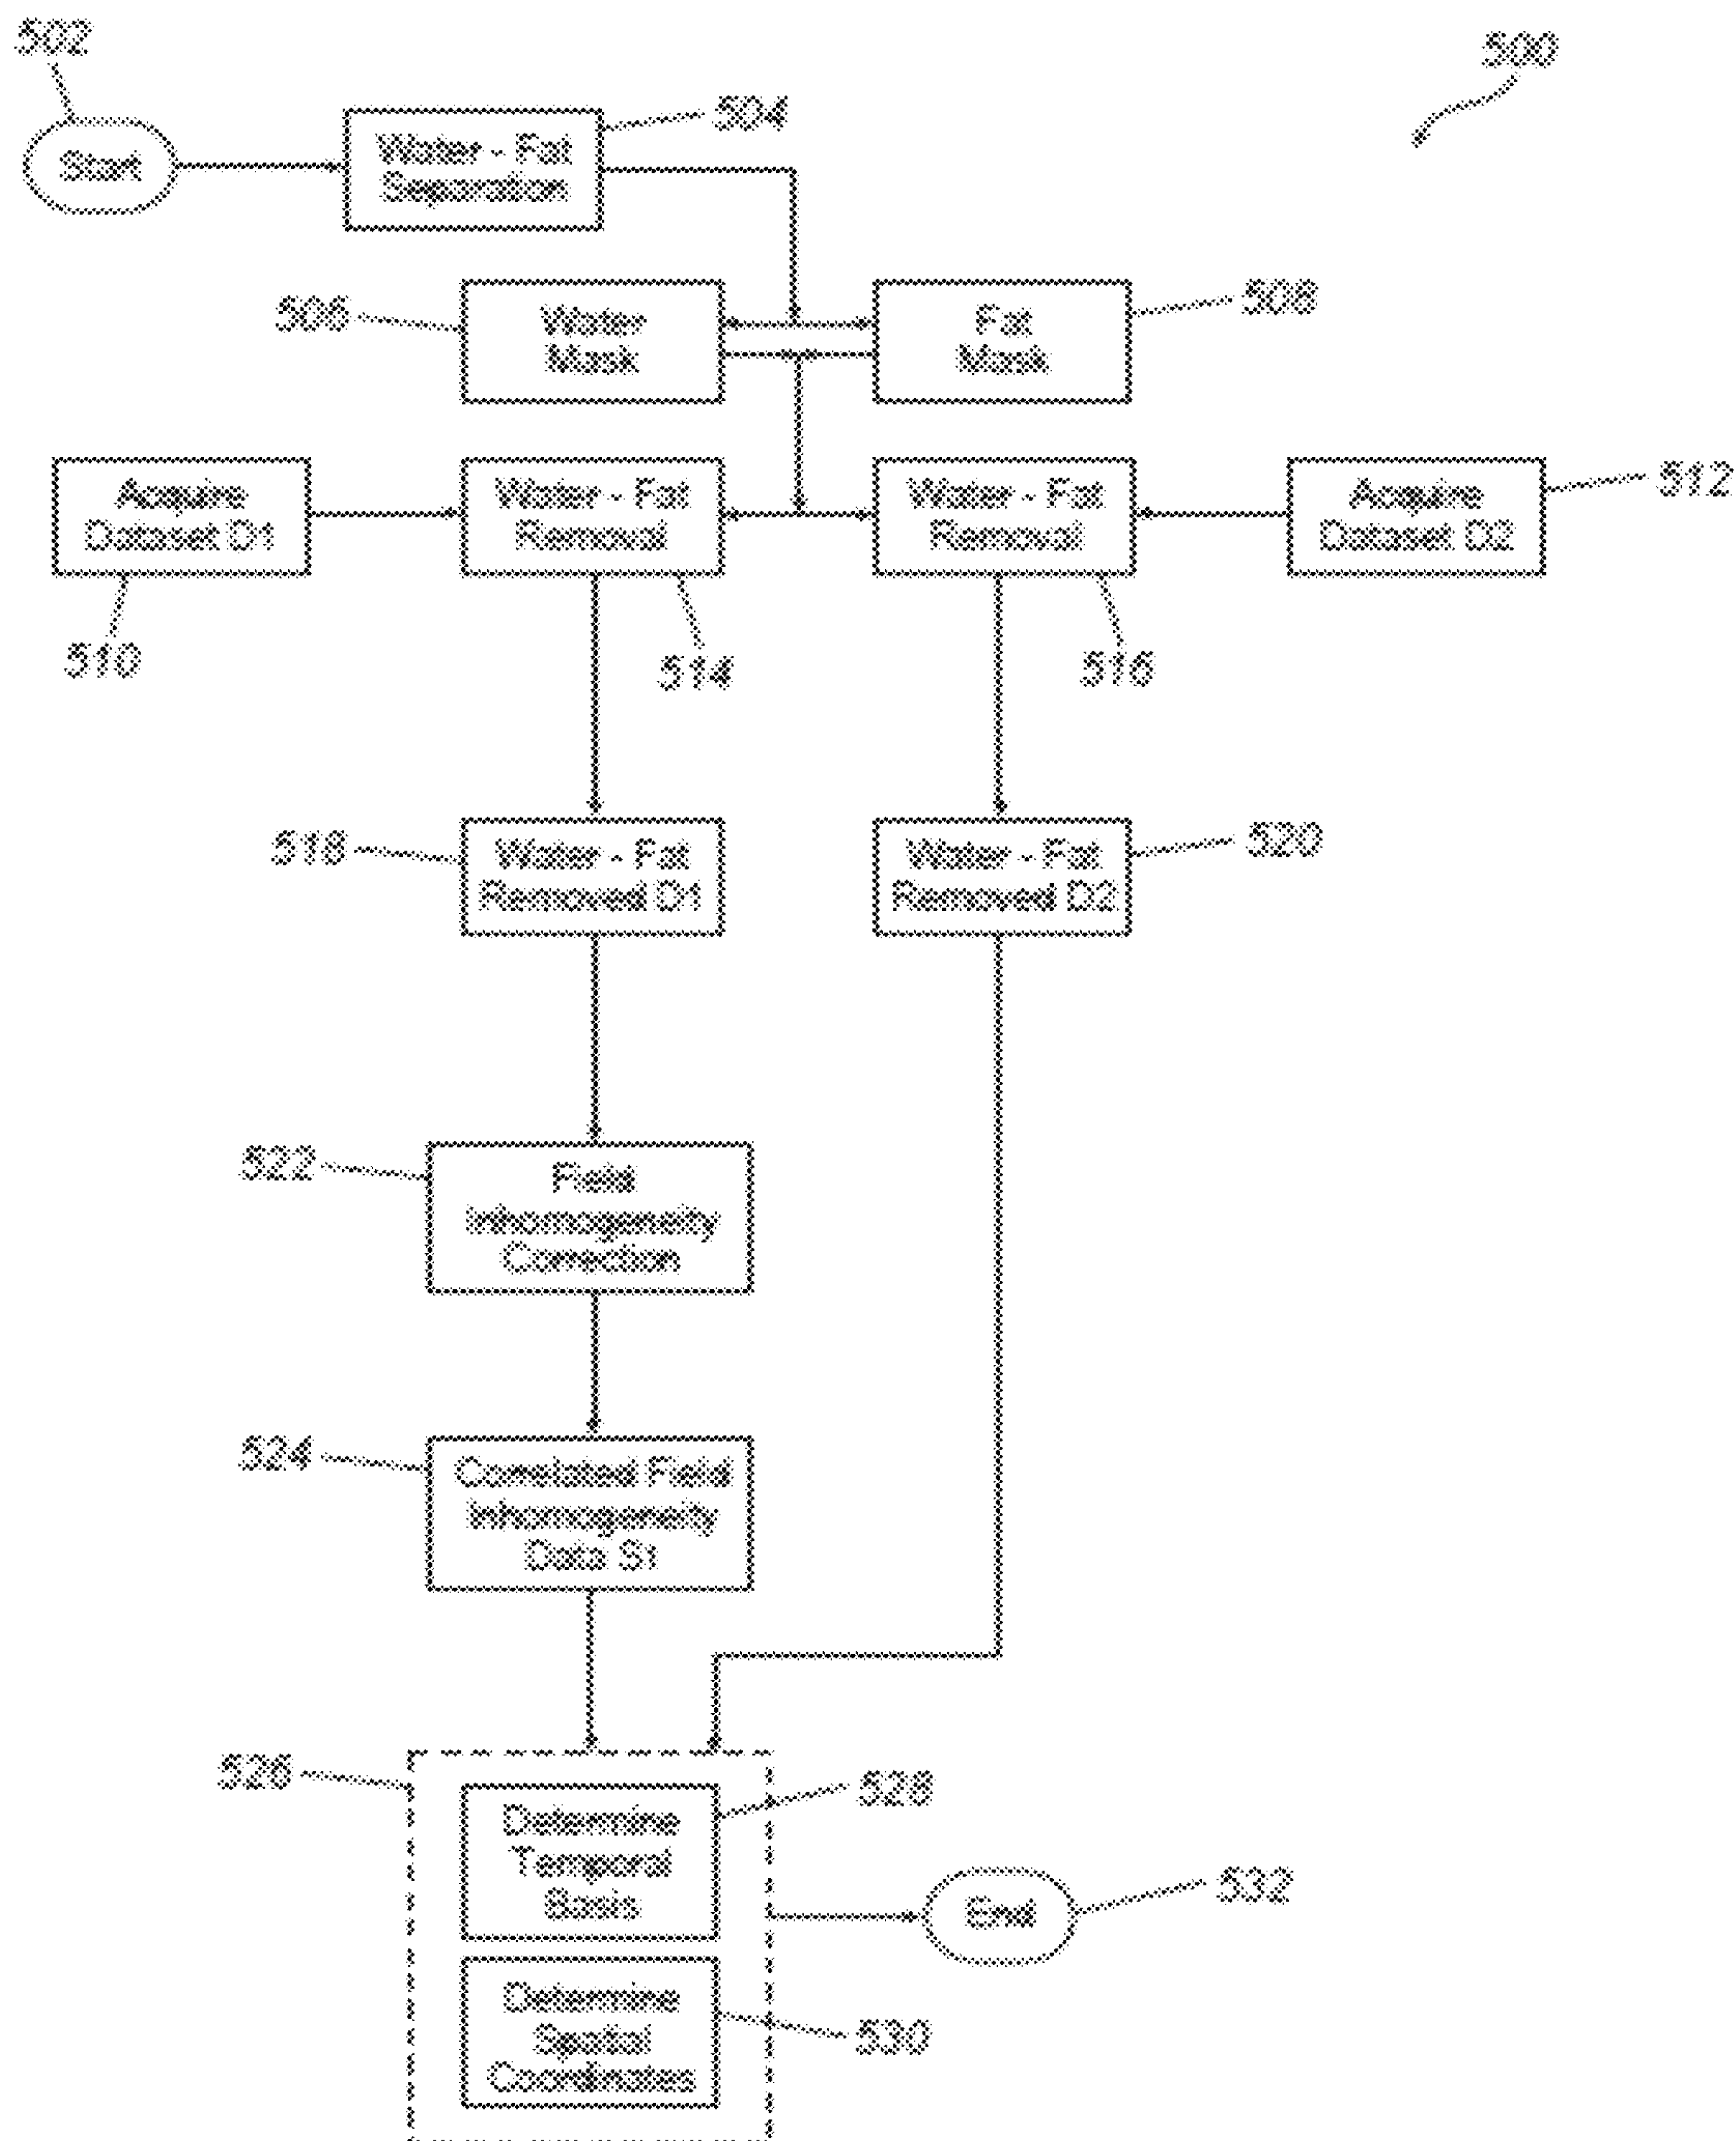 502
500
504
Start
Water - Fat
Separation
506
Water
Mask
Fat
Mask
508
Acquire
Dataset D1
Water - Fat
Removal
Water - Fat
Removal
Acquire
Dataset D2
512
510
514
516
518
Water - Fat
Removed D1
Water - Fat
Removed D2
520
522
Field
Inhomogeneity
Correction
524
Correlated Field
Inhomogeneity
Data S1
526
528
Determine
Temporal
Basis
End
532
Determine
Spatial
Coordinates
530